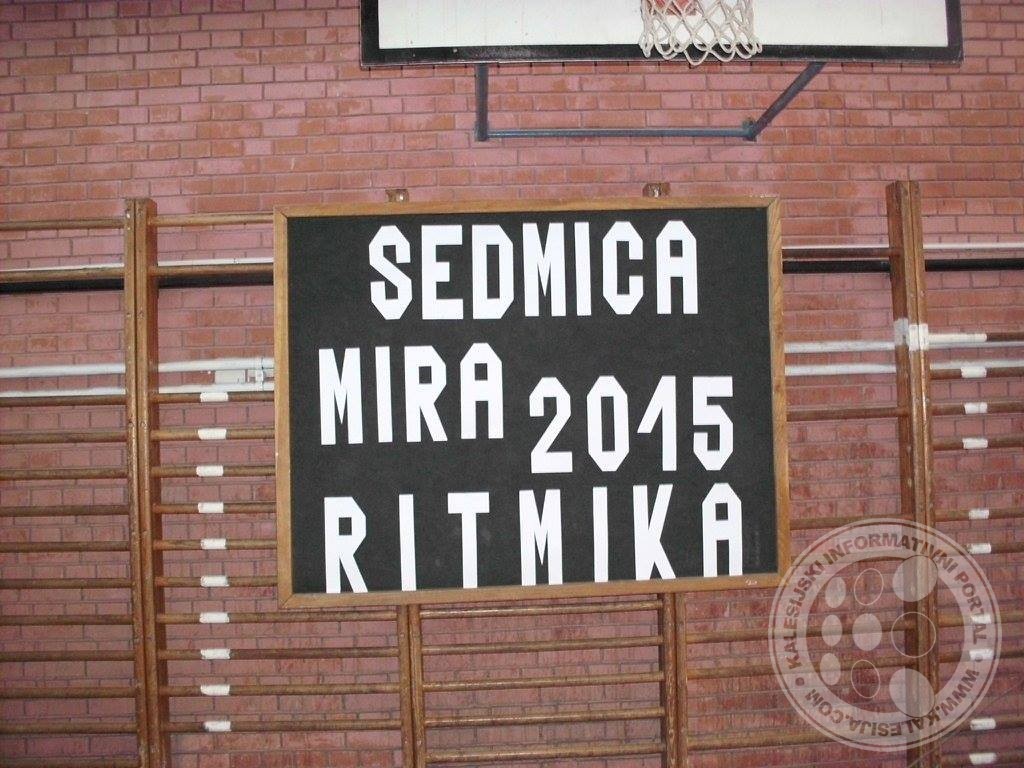 SEDMICA
MIRA 2015
RITMIKA
KALESIJSKI INFORMATIVNI PORTAL • WWW.KALESIJA.COM •